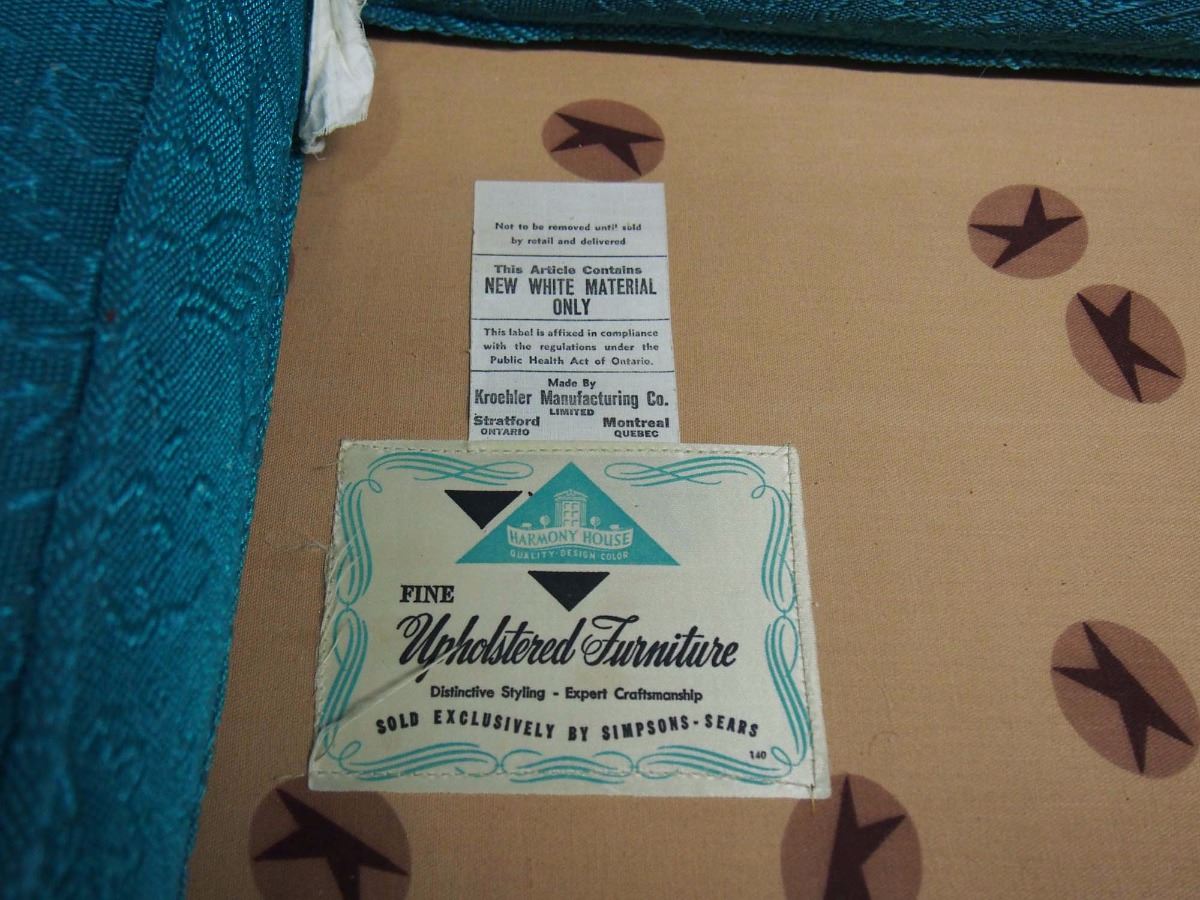 Not to be removed until sold
by retail and delivered
This Article Contains
NEW WHITE MATERIAL
ONLY
This label is affixed in compliance
with the regulations under the
Public Health Act of Ontario.
Made By
Kroehler Manufacturing Co.
LIMITED
Stratford Montreal
ONTARIO QUEBEC
HARMONY HOUSE
QUALITY-DESIGN-COLOR
FINE
Upholstered Furniture
Distinctive Styling - Expert Craftsmanship
SOLD EXCLUSIVELY BY SIMPSONS-SEARS
140